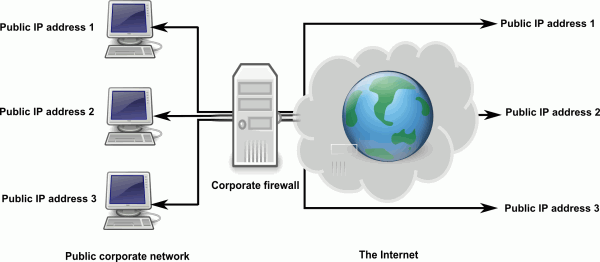 Public IP address 1
Public IP address 1
Public IP address 2
Public IP address 2
Corporate firewall
Public IP address 3
Public IP address 3
Public corporate network
The Internet